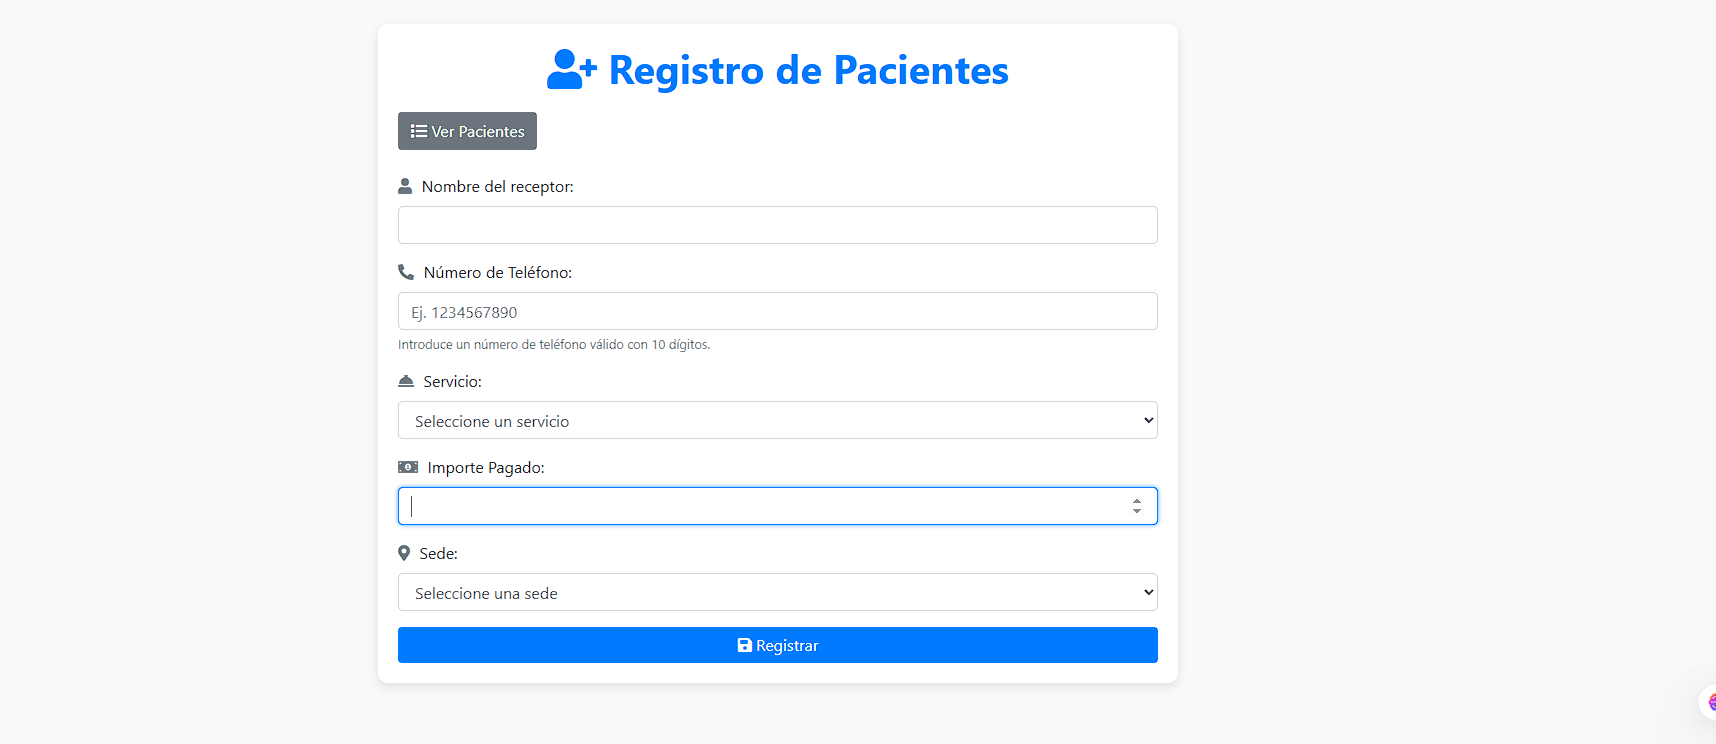 Registro de Pacientes
Ver Pacientes
Nombre del receptor:
Número de Teléfono:
Ej. 1234567890
Introduce un número de teléfono válido con 10 dígitos.
Servicio:
Seleccione un servicio
Importe Pagado:
Sede:
Seleccione una sede
Registrar